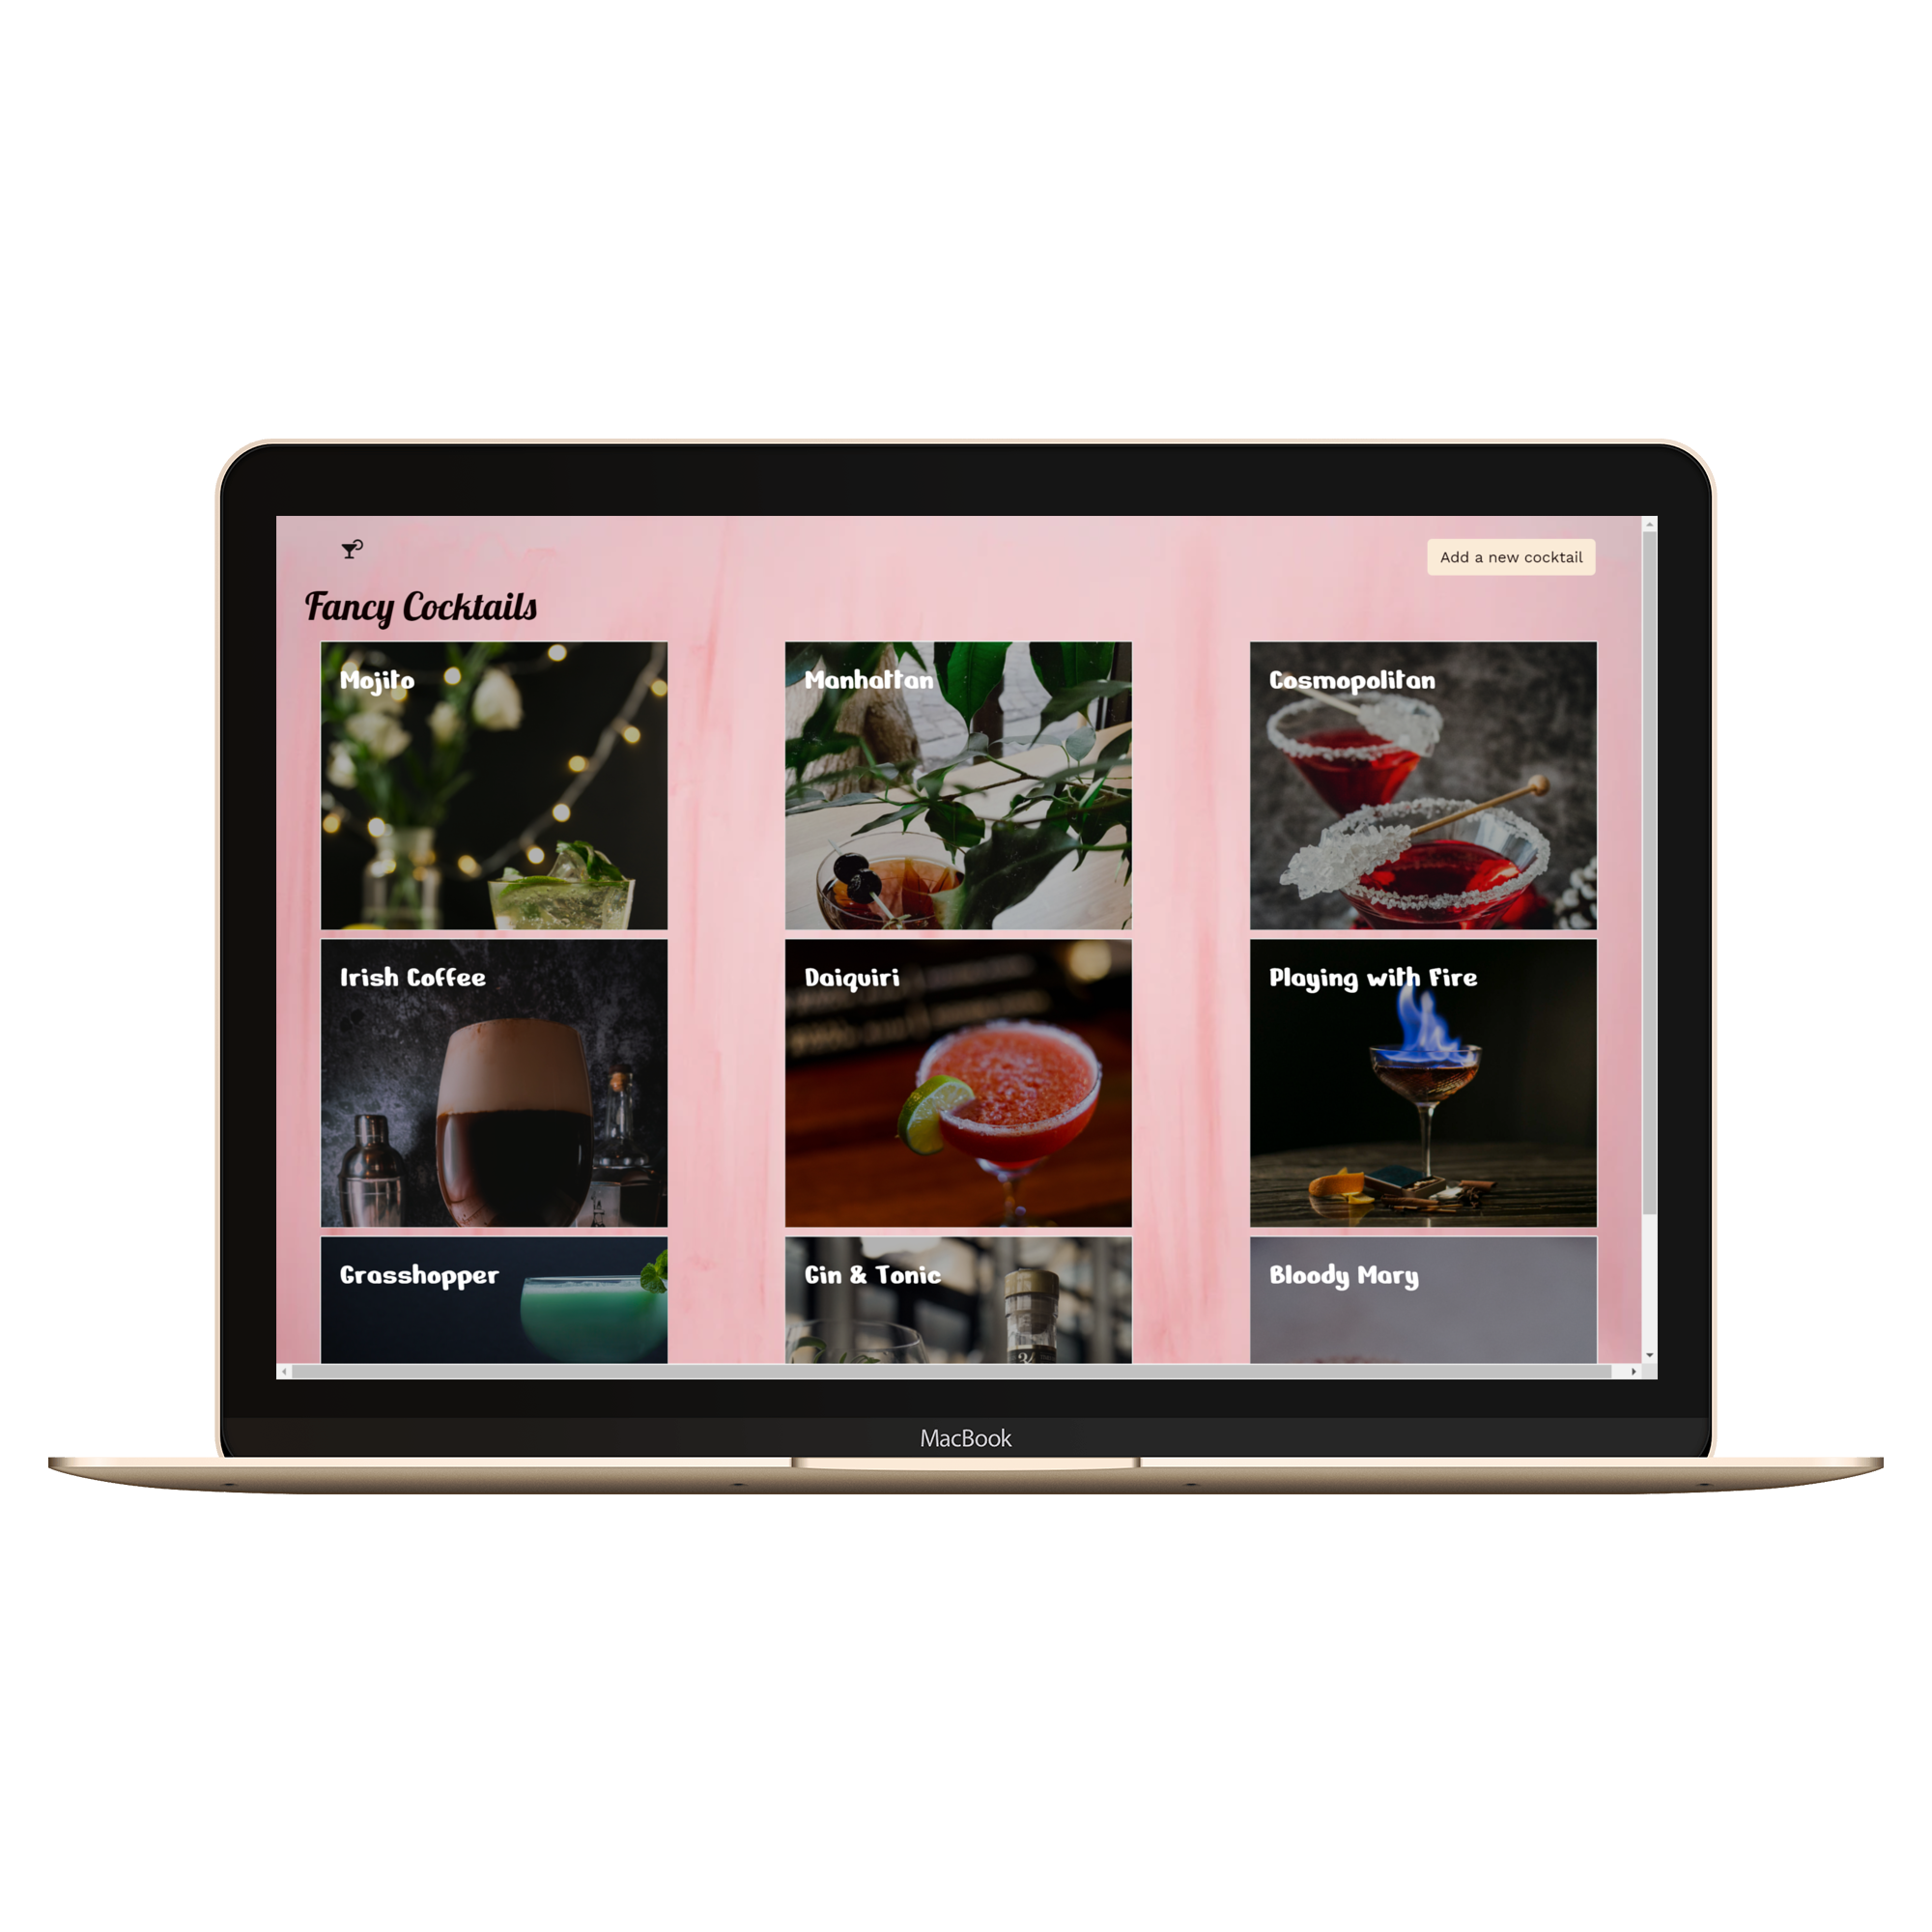 Add a new cocktail
Fancy Cocktails
Mojito
Manhattan
Cosmopolitan
Irish Coffee
Daiquiri
Playing with Fire
Grasshopper
Gin & Tonic
Bloody Mary
MacBook